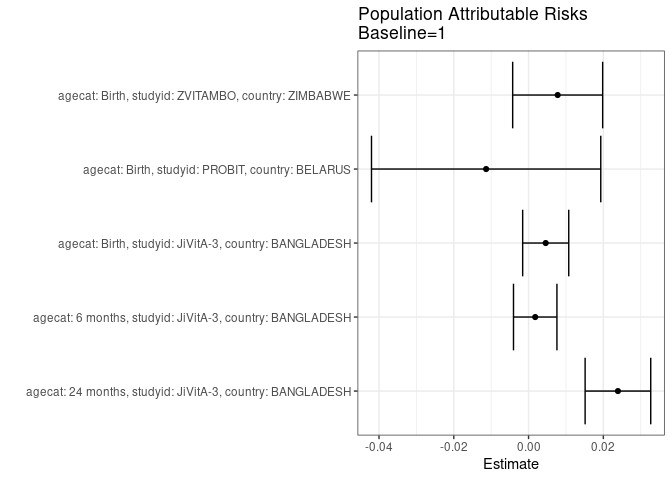 Population Attributable Risks
Baseline=1
agecat: Birth, studyid: ZVITAMBO, country: ZIMBABWE
agecat: Birth, studyid: PROBIT, country: BELARUS
agecat: Birth, studyid: JiVitA-3, country: BANGLADESH
agecat: 6 months, studyid: JiVitA-3, country: BANGLADESH
agecat: 24 months, studyid: JiVitA-3, country: BANGLADESH
-0.04 -0.02 0.00 0.02
Estimate